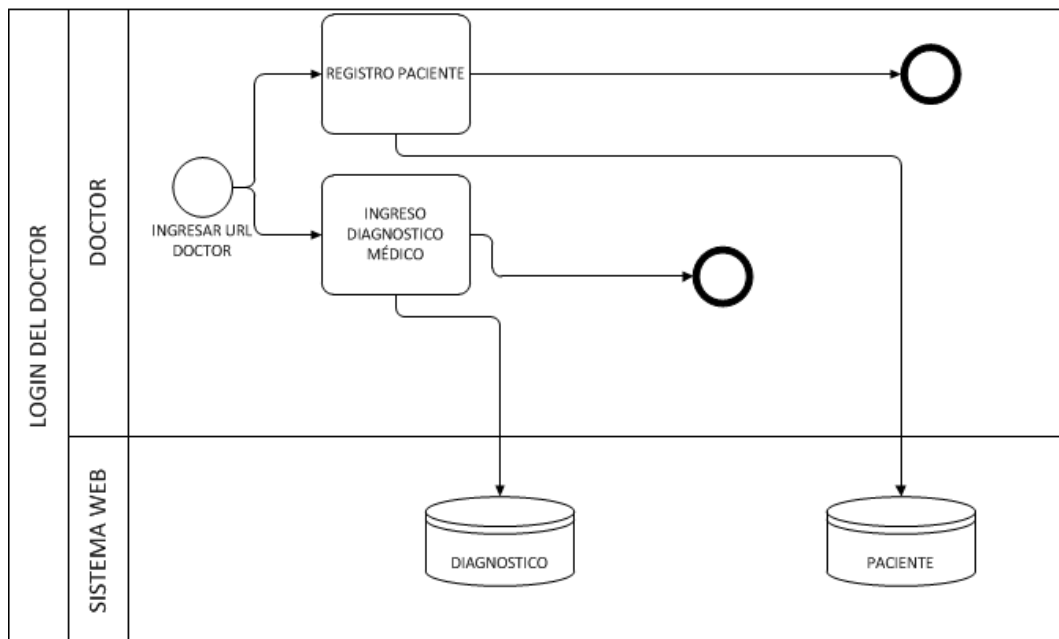 LOGIN DEL DOCTOR
DOCTOR
REGISTRO PACIENTE
INGRESAR URL
DOCTOR
INGRESO
DIAGNOSTICO
MÉDICO
SISTEMA WEB
DIAGNOSTICO
PACIENTE